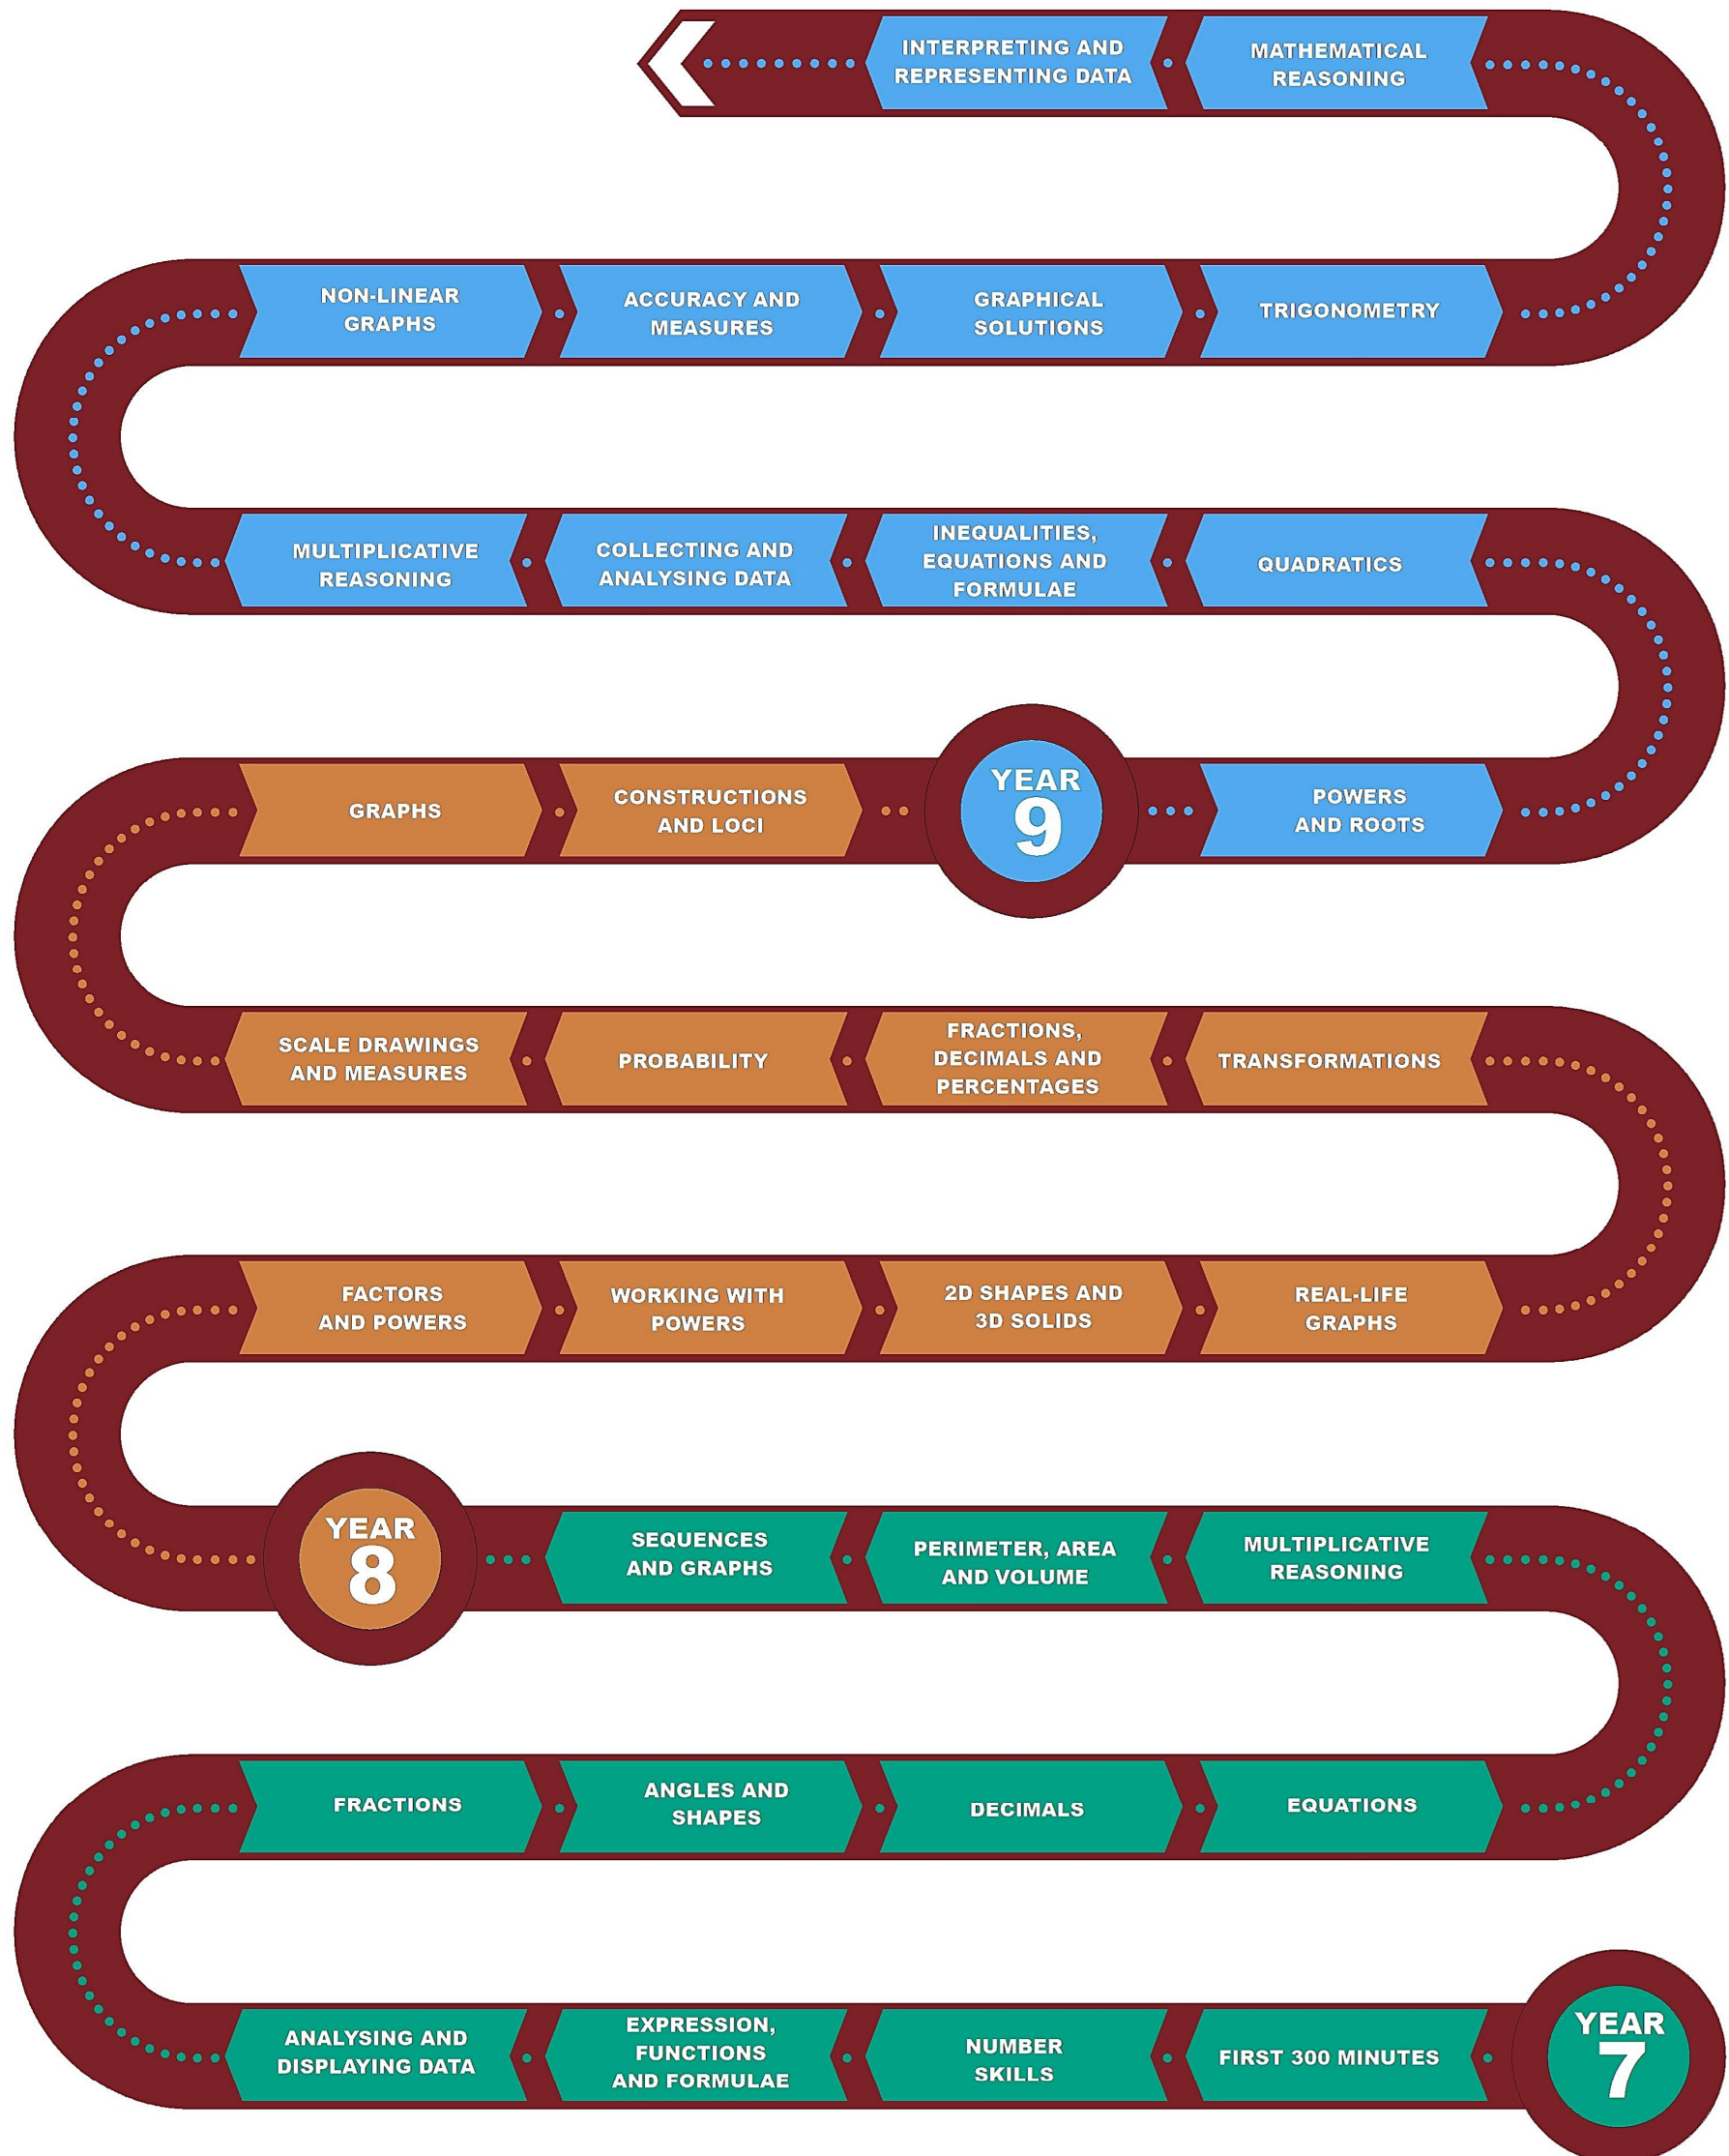 INTERPRETING AND
REPRESENTING DATA
MATHEMATICAL
REASONING
NON-LINEAR
GRAPHS
ACCURACY AND
MEASURES
GRAPHICAL
SOLUTIONS
TRIGONOMETRY
MULTIPLICATIVE
REASONING
COLLECTING AND
ANALYSING DATA
INEQUALITIES,
EQUATIONS AND
FORMULAE
QUADRATICS
GRAPHS
CONSTRUCTIONS
AND LOCI
YEAR
9
POWERS
AND ROOTS
SCALE DRAWINGS
AND MEASURES
PROBABILITY
FRACTIONS,
DECIMALS AND
PERCENTAGES
TRANSFORMATIONS
FACTORS
AND POWERS
WORKING WITH
POWERS
2D SHAPES AND
3D SOLIDS
REAL-LIFE
GRAPHS
YEAR
8
SEQUENCES
AND GRAPHS
PERIMETER, AREA
AND VOLUME
MULTIPLICATIVE
REASONING
FRACTIONS
ANGLES AND
SHAPES
DECIMALS
EQUATIONS
ANALYSING AND
DISPLAYING DATA
EXPRESSION,
FUNCTIONS
AND FORMULAE
NUMBER
SKILLS
FIRST 300 MINUTES
YEAR
7